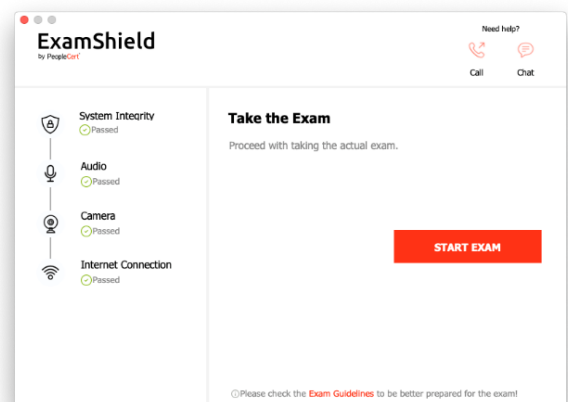 ExamShield
by PeopleCert
Need help?
Call
Chat
System Integrity
Passed
Audio
Passed
Camera
Passed
Internet Connection
Passed
Take the Exam
Proceed with taking the actual exam.
START EXAM
Please check the Exam Guidelines to be better prepared for the exam!